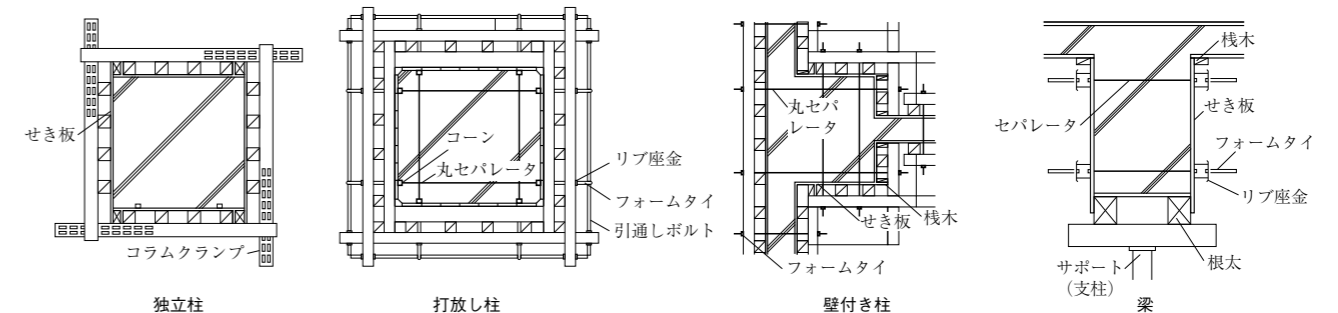 せき板
コラムクランプ
独立柱
コーン
丸セパレータ
リブ座金
フォームタイ
引通しボルト
打放し柱
丸セパ
レータ
せき板
桟木
フォームタイ
壁付き柱
桟木
せき板
セパレータ
フォームタイ
リブ座金
根太
サポート
（支柱）
梁